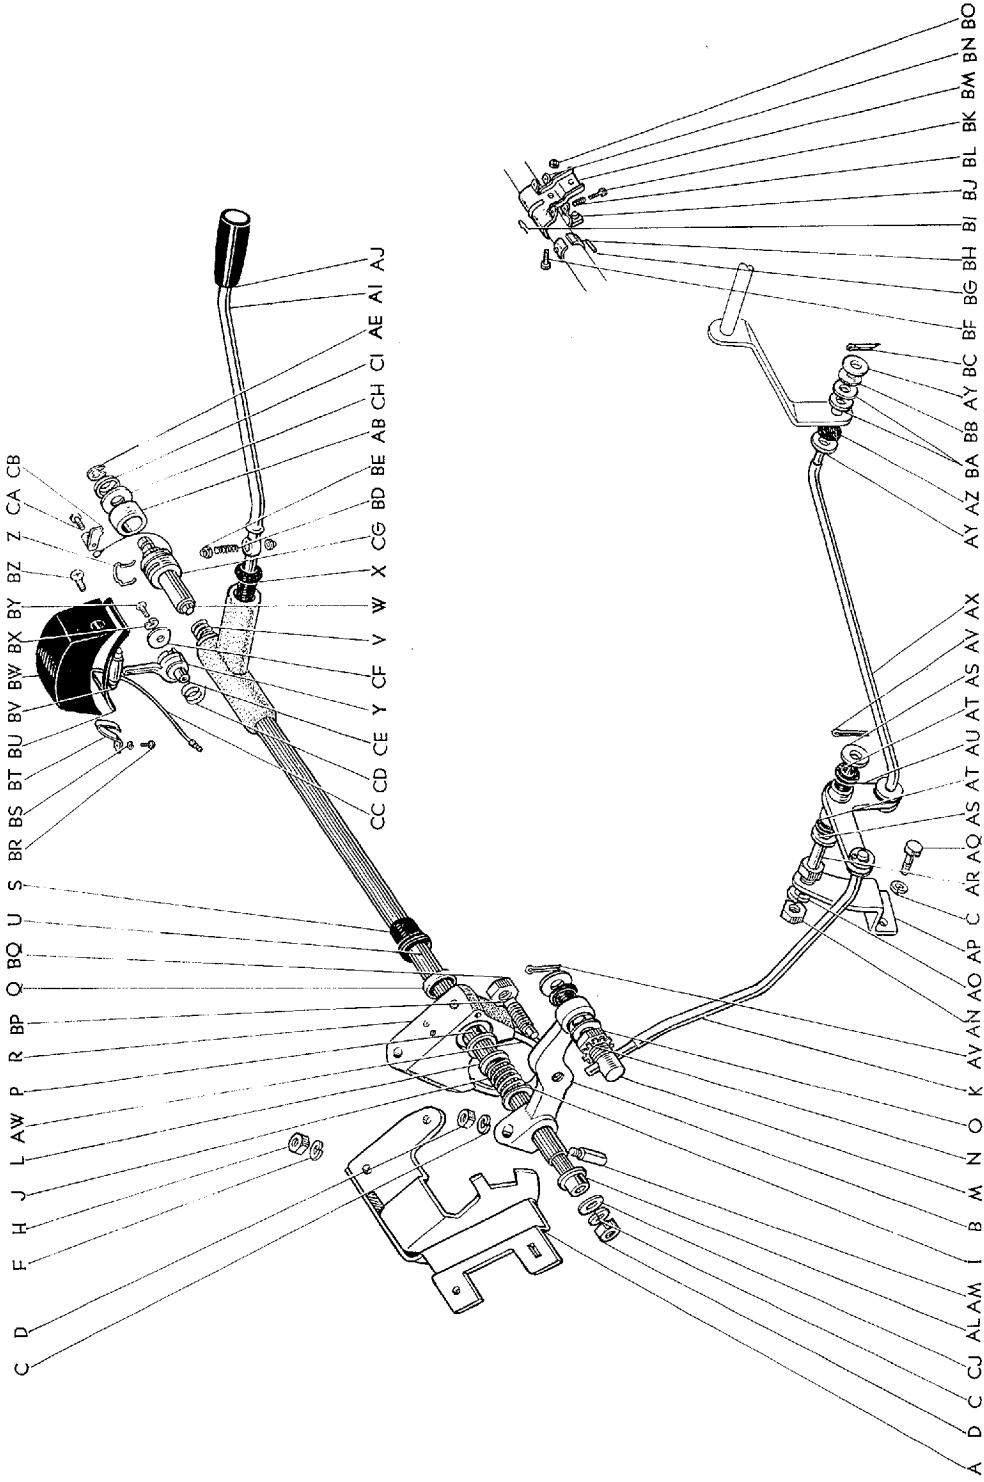 C D F H J L AW P R BP Q BQ U S BR BS BT BU BV BW BX BY BZ Z CA CB
CC CD CE Y CF V W X CG BD BE AB CH CI AE AI AJ
A D C CJ AL AM I B M N O K AV AN AO AP C AR AQ AS AT AU AT AS AV AX AY AZ BA BB AY BC BF BG BH BI BJ BL BK BM BN BO